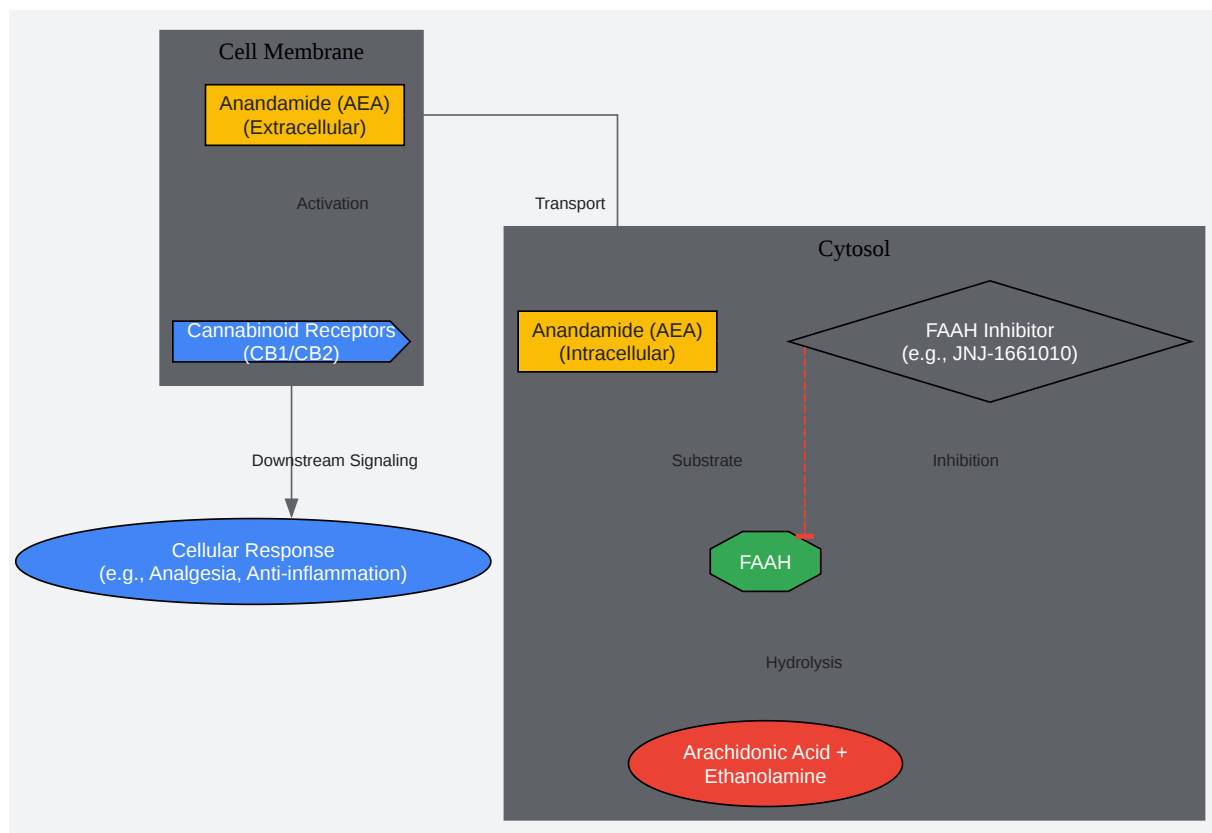 Cell Membrane
Anandamide (AEA)
(Extracellular)
Activation
Transport
Cytosol
Cannabinoid Receptors
(CB1/CB2)
Anandamide (AEA)
(Intracellular)
FAAH Inhibitor
(e.g., JNJ-1661010)
Downstream Signaling
Substrate
Inhibition
Cellular Response
(e.g., Analgesia, Anti-inflammation)
FAAH
Hydrolysis
Arachidonic Acid +
Ethanolamine